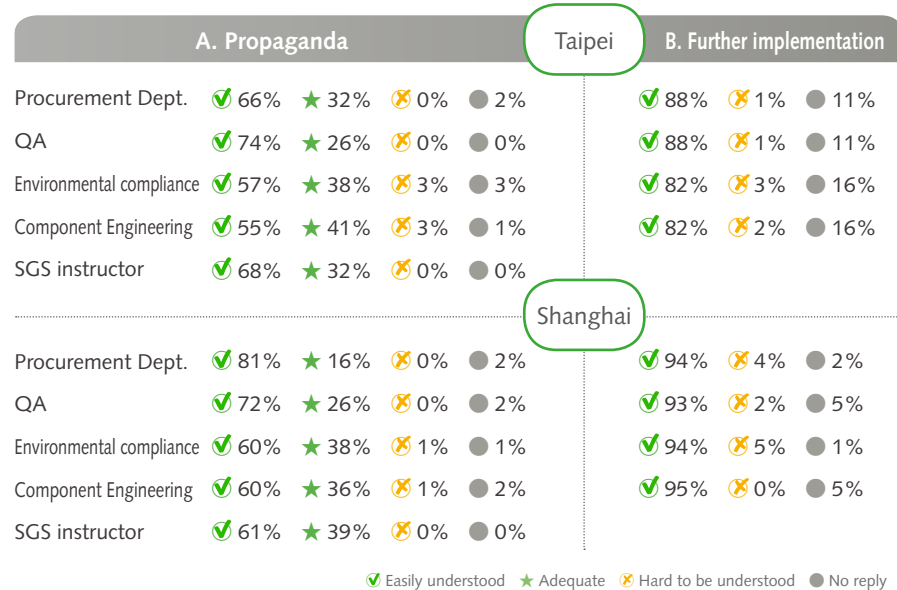 A. Propaganda Taipei B. Further implementation
Procurement Dept. 66% 32% 0% 2% 88% 1% 11%
QA 74% 26% 0% 0% 88% 1% 11%
Environmental compliance 57% 38% 3% 3% 82% 3% 16%
Component Engineering 55% 41% 3% 1% 82% 2% 16%
SGS instructor 68% 32% 0% 0%
Shanghai
Procurement Dept. 81% 16% 0% 2% 94% 4% 2%
QA 72% 26% 0% 2% 93% 2% 5%
Environmental compliance 60% 38% 1% 1% 94% 5% 1%
Component Engineering 60% 36% 1% 2% 95% 0% 5%
SGS instructor 61% 39% 0% 0%
Easily understood Adequate Hard to be understood No reply